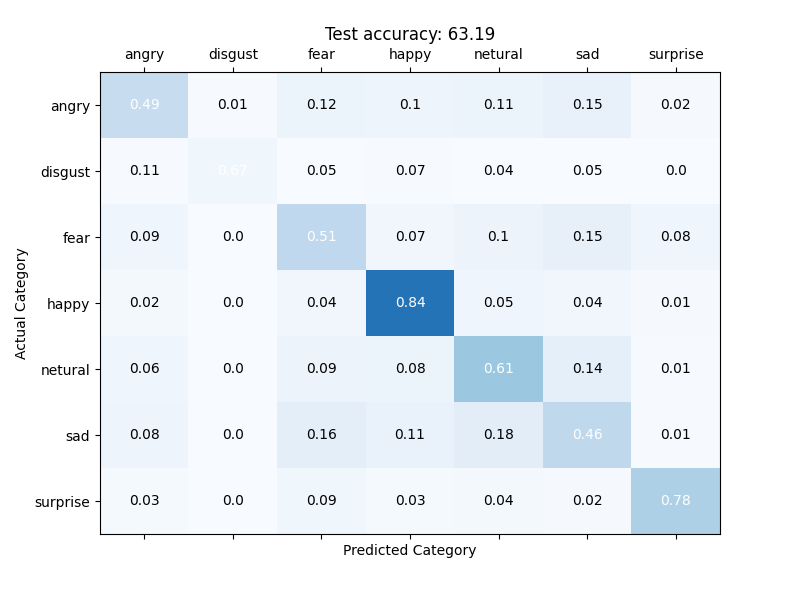 Test accuracy: 63.19
angry disgust fear happy netural sad surprise
angry 0.49 0.01 0.12 0.1 0.11 0.15 0.02
disgust 0.11 0.67 0.05 0.07 0.04 0.05 0.0
fear 0.09 0.0 0.51 0.07 0.1 0.15 0.08
happy 0.02 0.0 0.04 0.84 0.05 0.04 0.01
netural 0.06 0.0 0.09 0.08 0.61 0.14 0.01
sad 0.08 0.0 0.16 0.11 0.18 0.46 0.01
surprise 0.03 0.0 0.09 0.03 0.04 0.02 0.78
Actual Category
Predicted Category